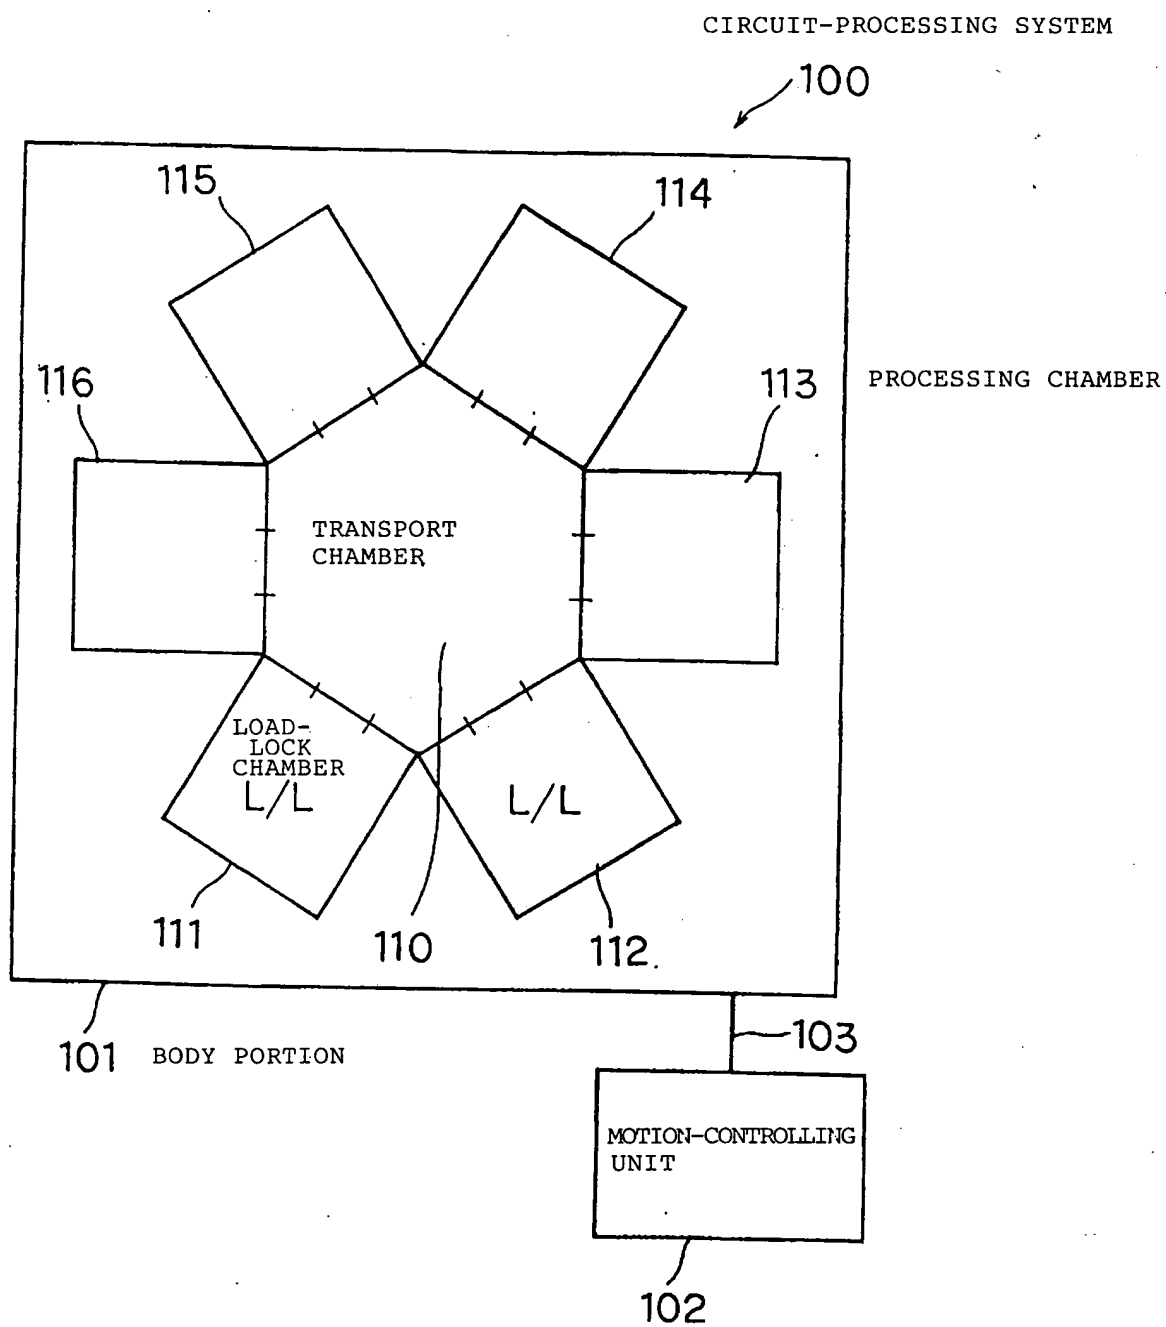 CIRCUIT-PROCESSING SYSTEM
100
115
114
116
113
PROCESSING CHAMBER
TRANSPORT
CHAMBER
LOAD-
LOCK
CHAMBER
L/L
L/L
111
110
112
101 BODY PORTION
103
MOTION-CONTROLLING
UNIT
102